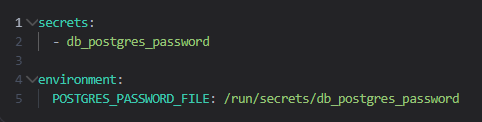 1 secrets:
2 - db_postgres_password
3
4 environment:
5 POSTGRES_PASSWORD_FILE: /run/secrets/db_postgres_password